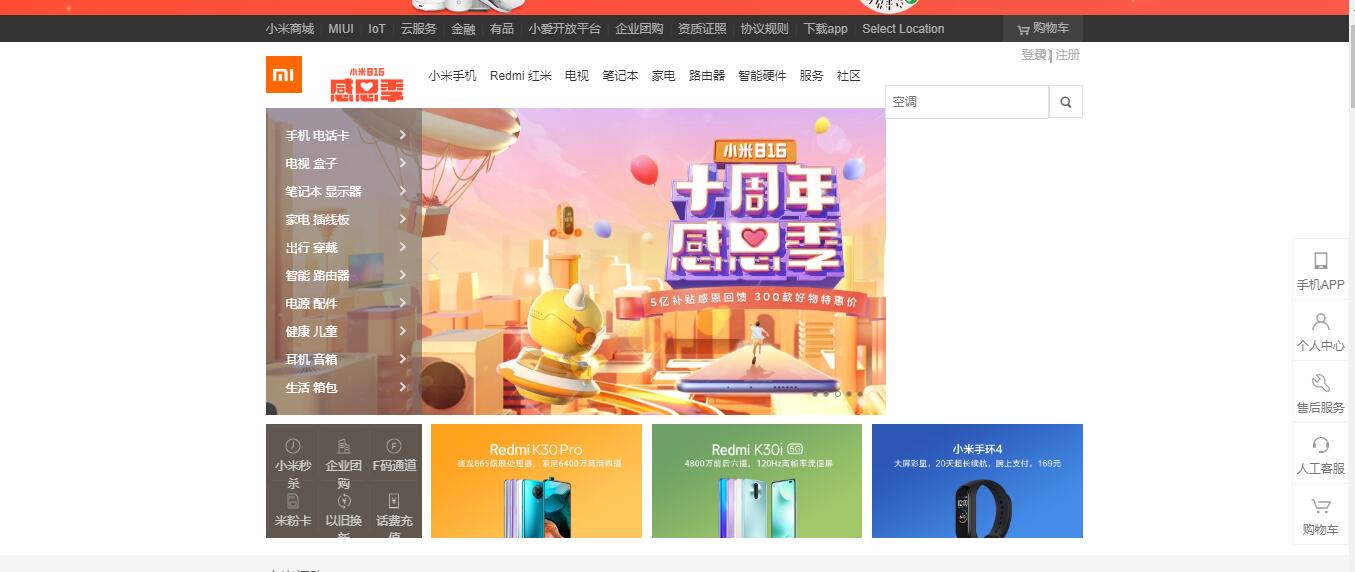 小米商城 MIUI IoT 云服务 金融 有品 小爱开放平台 企业团购 资质证照 协议规则 下载app Select Location 购物车
登录 | 注册
小米816
感恩季
小米手机 Redmi 红米 电视 笔记本 家电 路由器 智能硬件 服务 社区
空调
手机 电话卡
电视 盒子
笔记本 显示器
家电 插线板
出行 穿戴
智能 路由器
电源 配件
健康 儿童
耳机 音箱
生活 箱包
小米816
十周年
感恩季
5亿补贴感恩回馈 300款好物特惠价
手机APP
个人中心
售后服务
人工客服
购物车
小米秒杀
企业团购
F码通道
米粉卡
以旧换新
话费充值
Redmi K30 Pro
骁龙865旗舰处理器，索尼6400万高清四摄
Redmi K30i 5G
4800万前后六摄，120Hz高帧率流速屏
小米手环4
大屏彩显，20天超长续航，腕上支付，169元